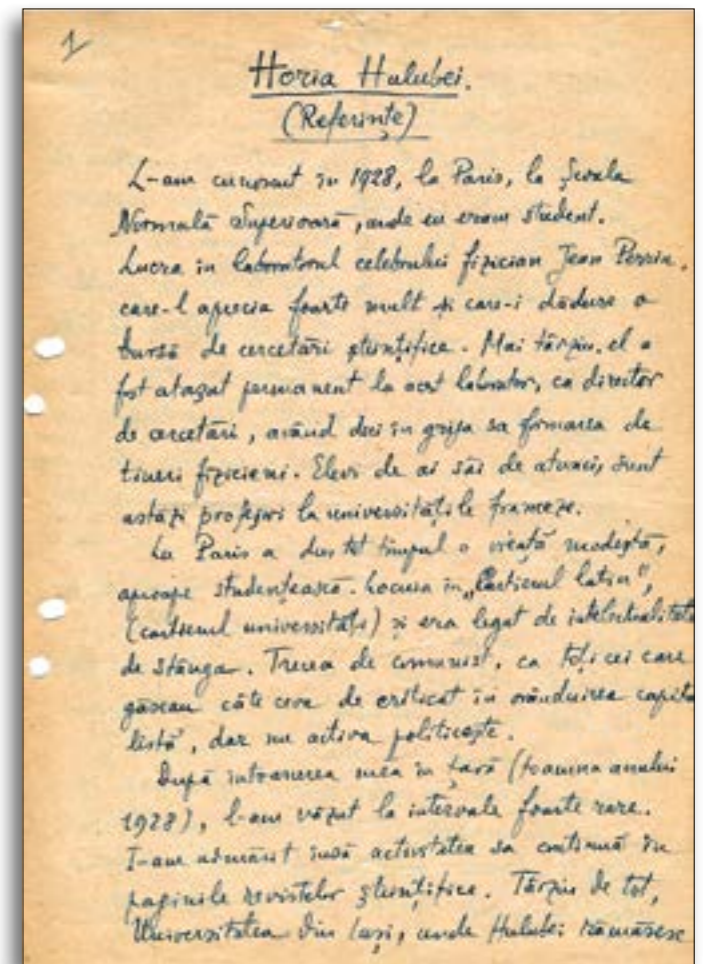 1
Horia Hulubei.
(Referințe)
L-am cunoscut în 1928, la Paris, la Școala
Normală Superioară, unde eu eram student.
Lucra în laboratorul celebrului fizician Jean Perrin,
care-l aprecia foarte mult și care-i dăduse o
bursă de cercetări științifice. Mai târziu, el a
fost atașat permanent la acest laborator, ca director
de cercetări, având deci în grija sa formarea de
tineri fizicieni. Elevi de ai săi de atunci, sunt
astăzi profesori la universitățile franceze.
La Paris a dus tot timpul o viență modestă,
aproape studențească. Locuia în „Cartierul latin",
(cartierul universității) și era legat de intelectualitate
de stânga. Trecea de comunist, ca toți cei care
găseau câte ceva de criticat în orânduirea capita
listă, dar nu activa politicește.
După întoarcerea mea în țară (toamna anului
1928), l-am văzut la intervale foarte rare.
I-am urmărit însă activitatea sa continuă în
paginile revistelor științifice. Târziu de tot,
Universitatea din Iași, unde Hulubei rămăsese